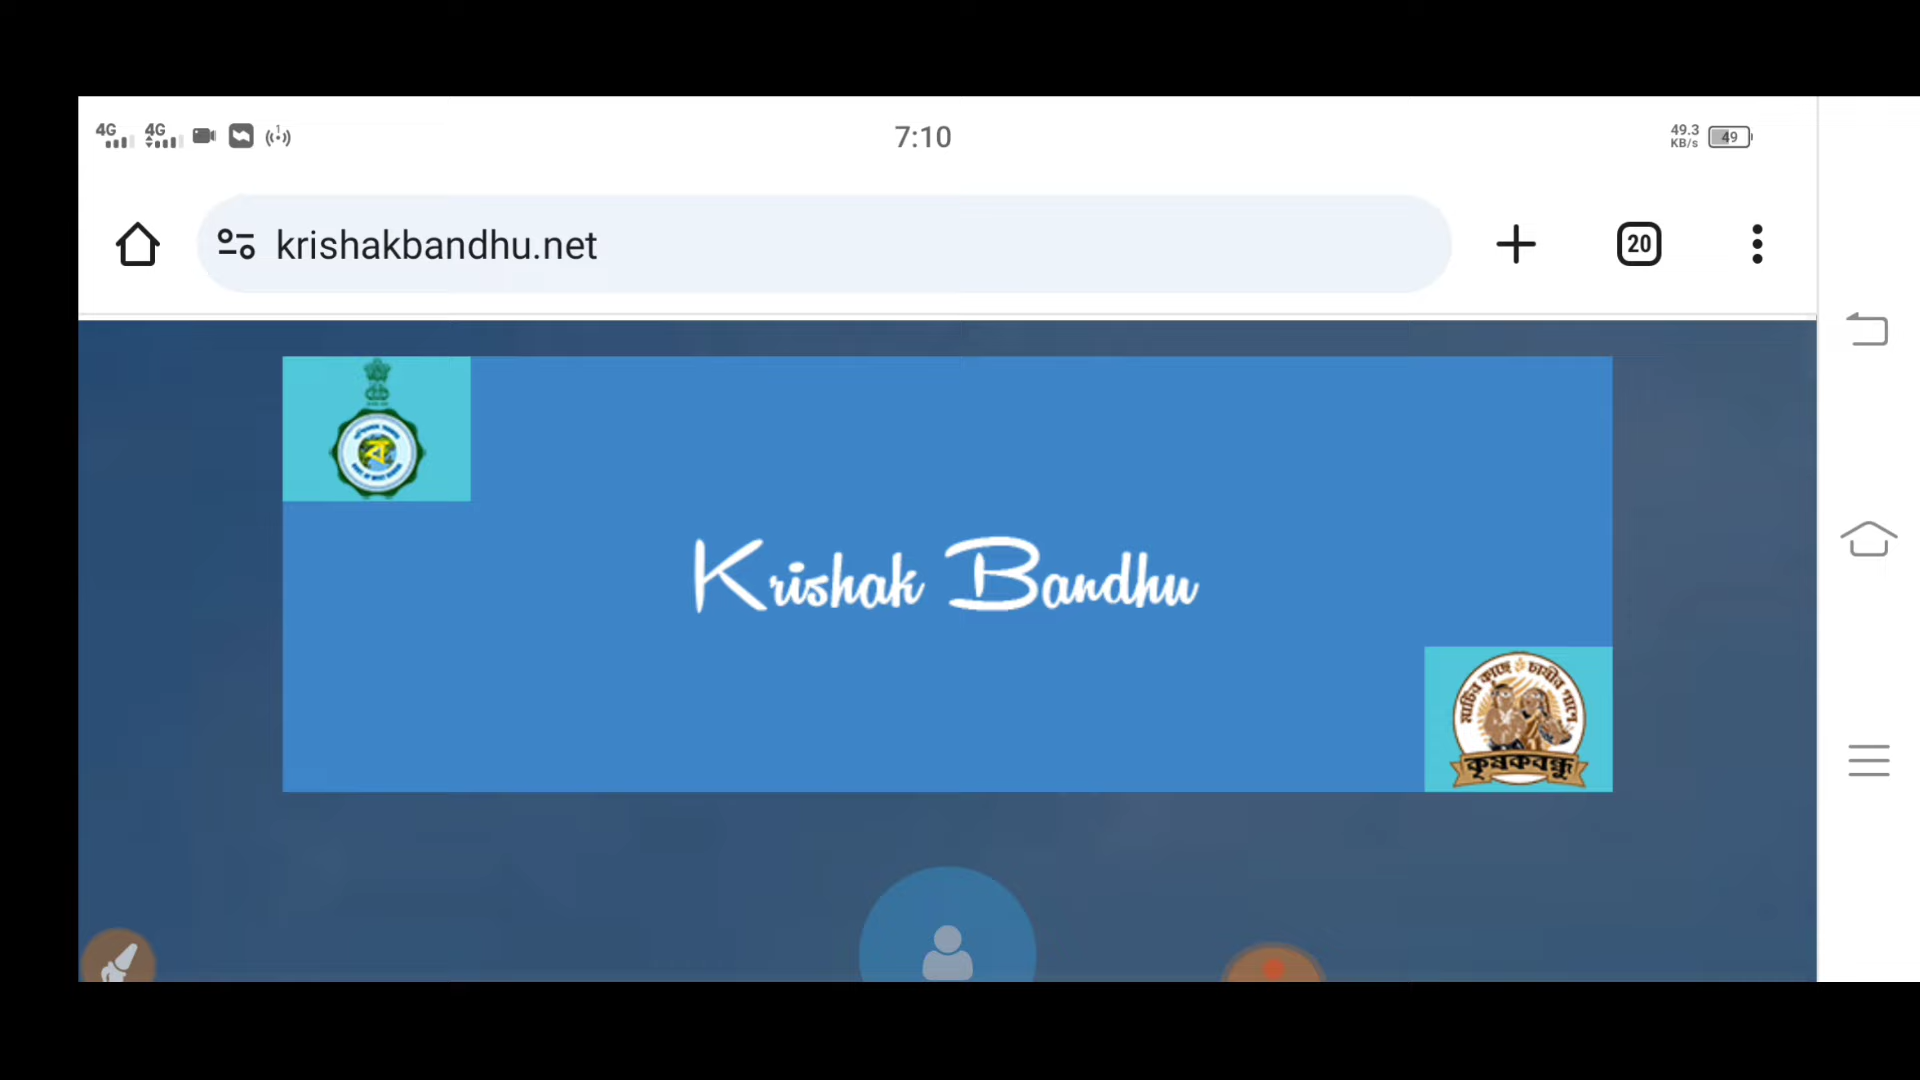 4G 4G 7:10 49.3 KB/s 49
krishakbandhu.net 20
Krishak Bandhu
মাটির কাছে চাষীর পাশে
কৃষকবন্ধু